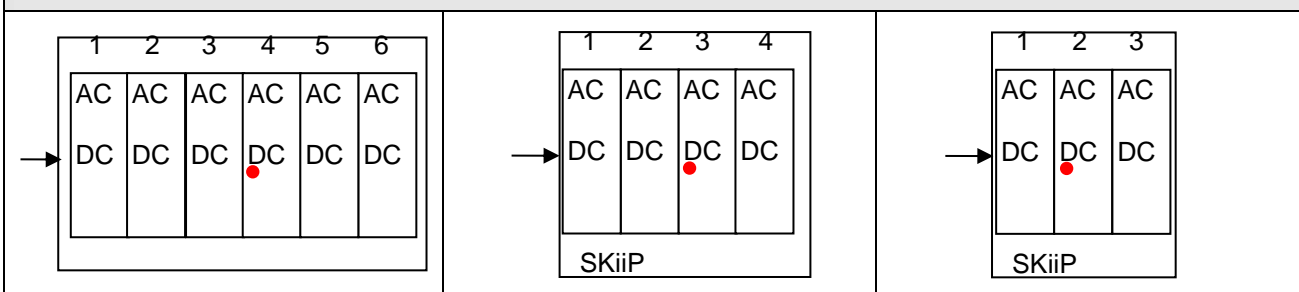 1 2 3 4 5 6
AC AC AC AC AC AC
DC DC DC DC DC DC
1 2 3 4
AC AC AC AC
DC DC DC DC
SKiiP
1 2 3
AC AC AC
DC DC DC
SKiiP